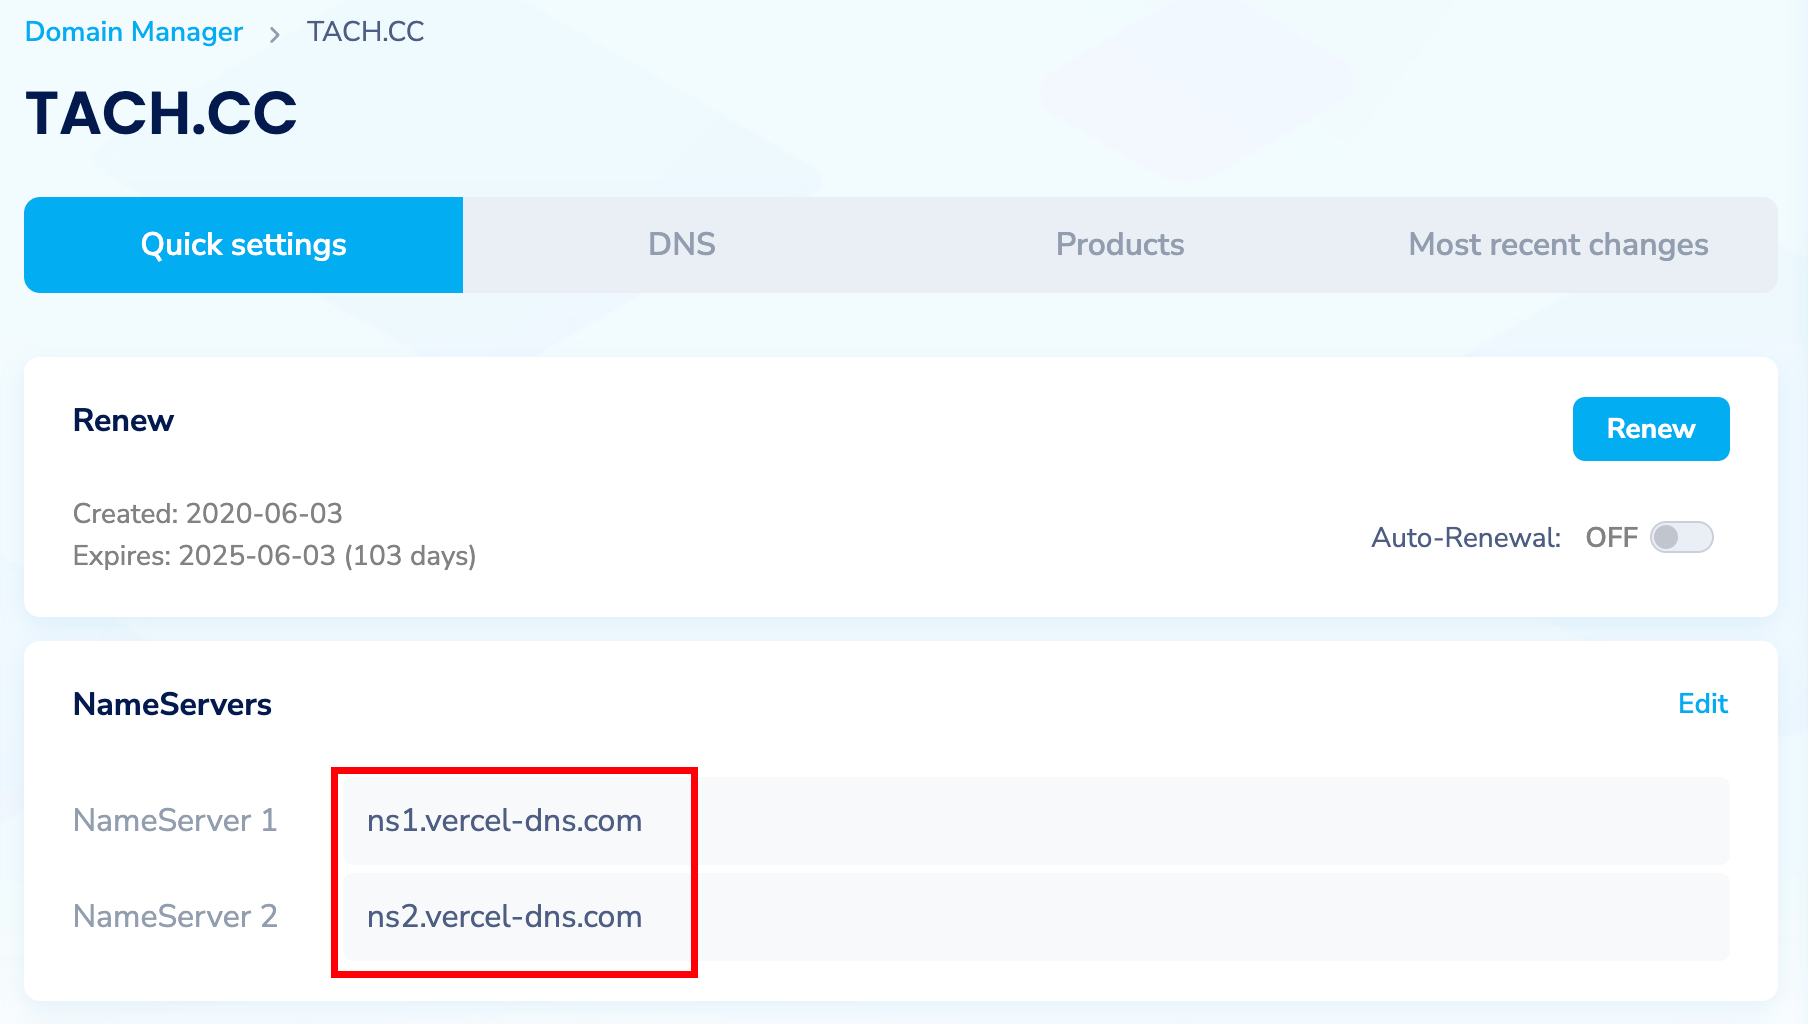 Domain Manager > TACH.CC
TACH.CC
Quick settings
DNS
Products
Most recent changes
Renew
Renew
Created: 2020-06-03
Expires: 2025-06-03 (103 days)
Auto-Renewal: OFF
NameServers
Edit
NameServer 1
ns1.vercel-dns.com
NameServer 2
ns2.vercel-dns.com